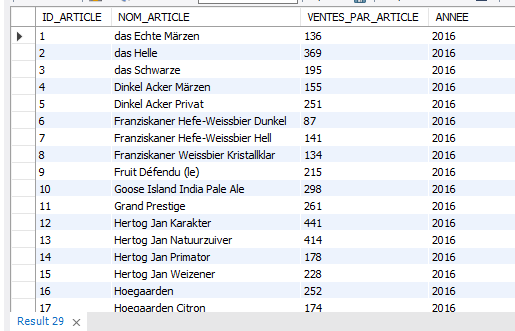 ID_ARTICLE NOM_ARTICLE VENTES_PAR_ARTICLE ANNEE
1 das Echte Märzen 136 2016
2 das Helle 369 2016
3 das Schwarze 195 2016
4 Dinkel Acker Märzen 155 2016
5 Dinkel Acker Privat 251 2016
6 Franziskaner Hefe-Weissbier Dunkel 87 2016
7 Franziskaner Hefe-Weissbier Hell 141 2016
8 Franziskaner Weissbier Kristallklar 134 2016
9 Fruit Défendu (le) 215 2016
10 Goose Island India Pale Ale 298 2016
11 Grand Prestige 261 2016
12 Hertog Jan Karakter 441 2016
13 Hertog Jan Natuurzuiver 414 2016
14 Hertog Jan Primator 178 2016
15 Hertog Jan Weizener 228 2016
16 Hoegaarden 252 2016
17 Hoegaarden Citron 174 2016
Result 29